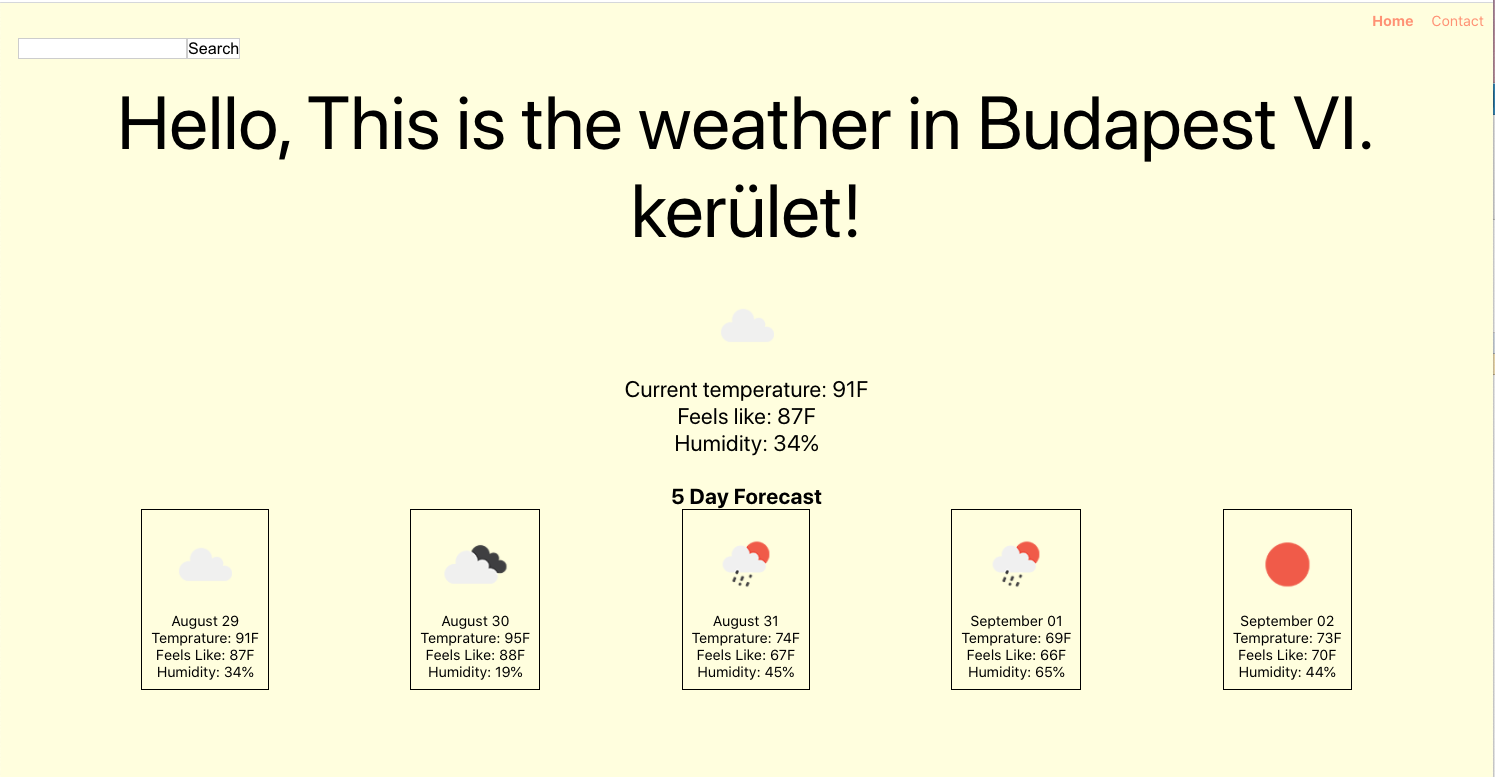 Home Contact
Search
Hello, This is the weather in Budapest VI.
kerület!
Current temperature: 91F
Feels like: 87F
Humidity: 34%
5 Day Forecast
August 29
Temprature: 91F
Feels Like: 87F
Humidity: 34%
August 30
Temprature: 95F
Feels Like: 88F
Humidity: 19%
August 31
Temprature: 74F
Feels Like: 67F
Humidity: 45%
September 01
Temprature: 69F
Feels Like: 66F
Humidity: 65%
September 02
Temprature: 73F
Feels Like: 70F
Humidity: 44%